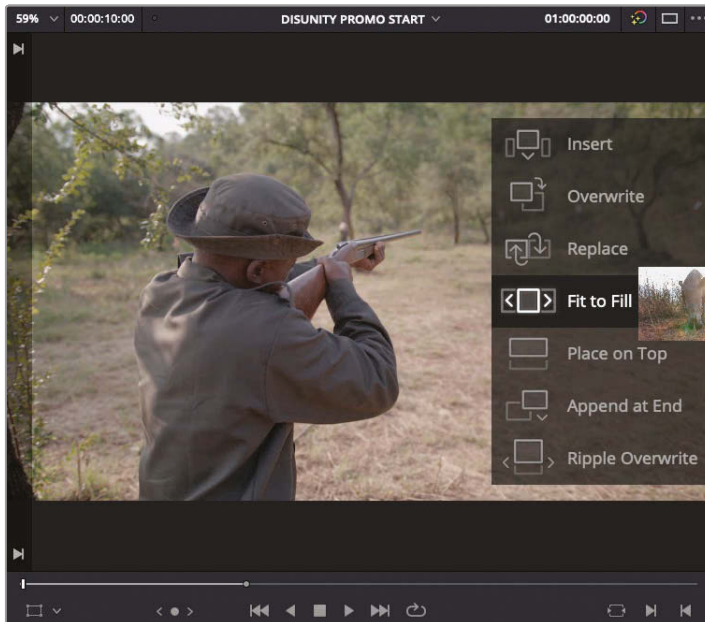 59% 00:00:10:00 DISUNITY PROMO START 01:00:00:00
Insert
Overwrite
Replace
Fit to Fill
Place on Top
Append at End
Ripple Overwrite